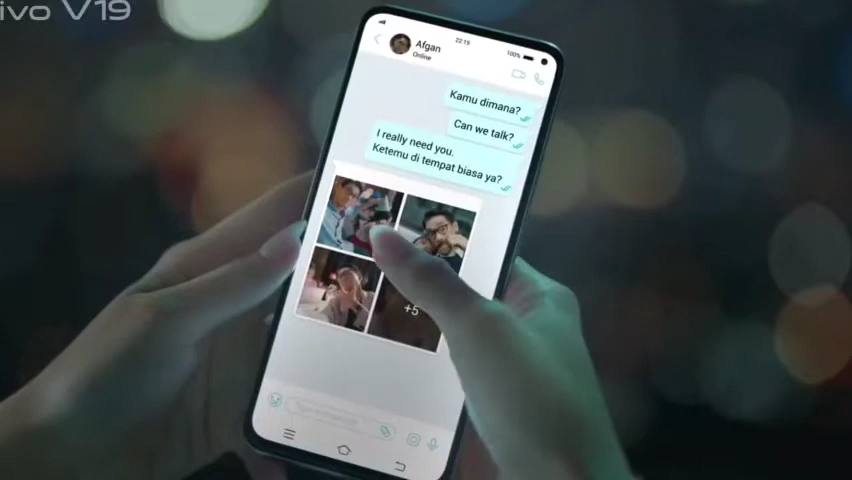 ivo V19
22:19
100%
Afgan
Online
Kamu dimana?
Can we talk?
I really need you.
Ketemu di tempat biasa ya?
+5